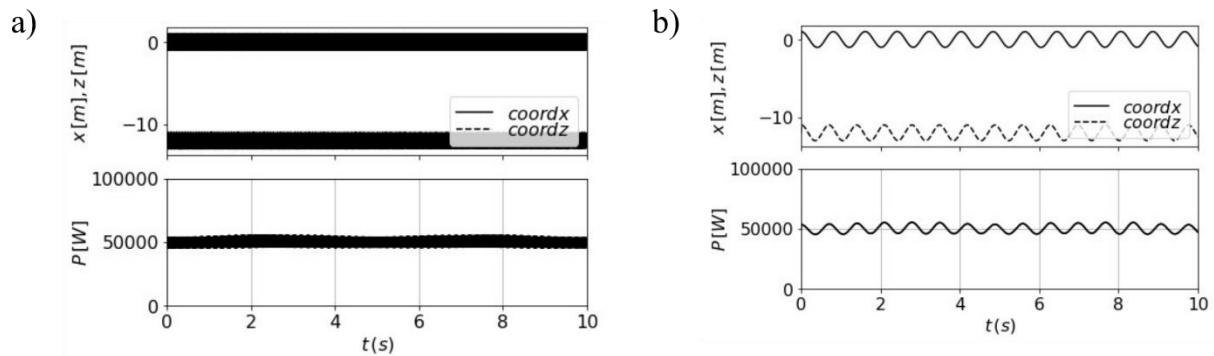 a)
x [m], z [m]
0
−10
coordx
coordz
P [W]
100000
50000
0
0 2 4 6 8 10
t (s)
b)
x [m], z [m]
0
−10
coordx
coordz
P [W]
100000
50000
0
0 2 4 6 8 10
t (s)